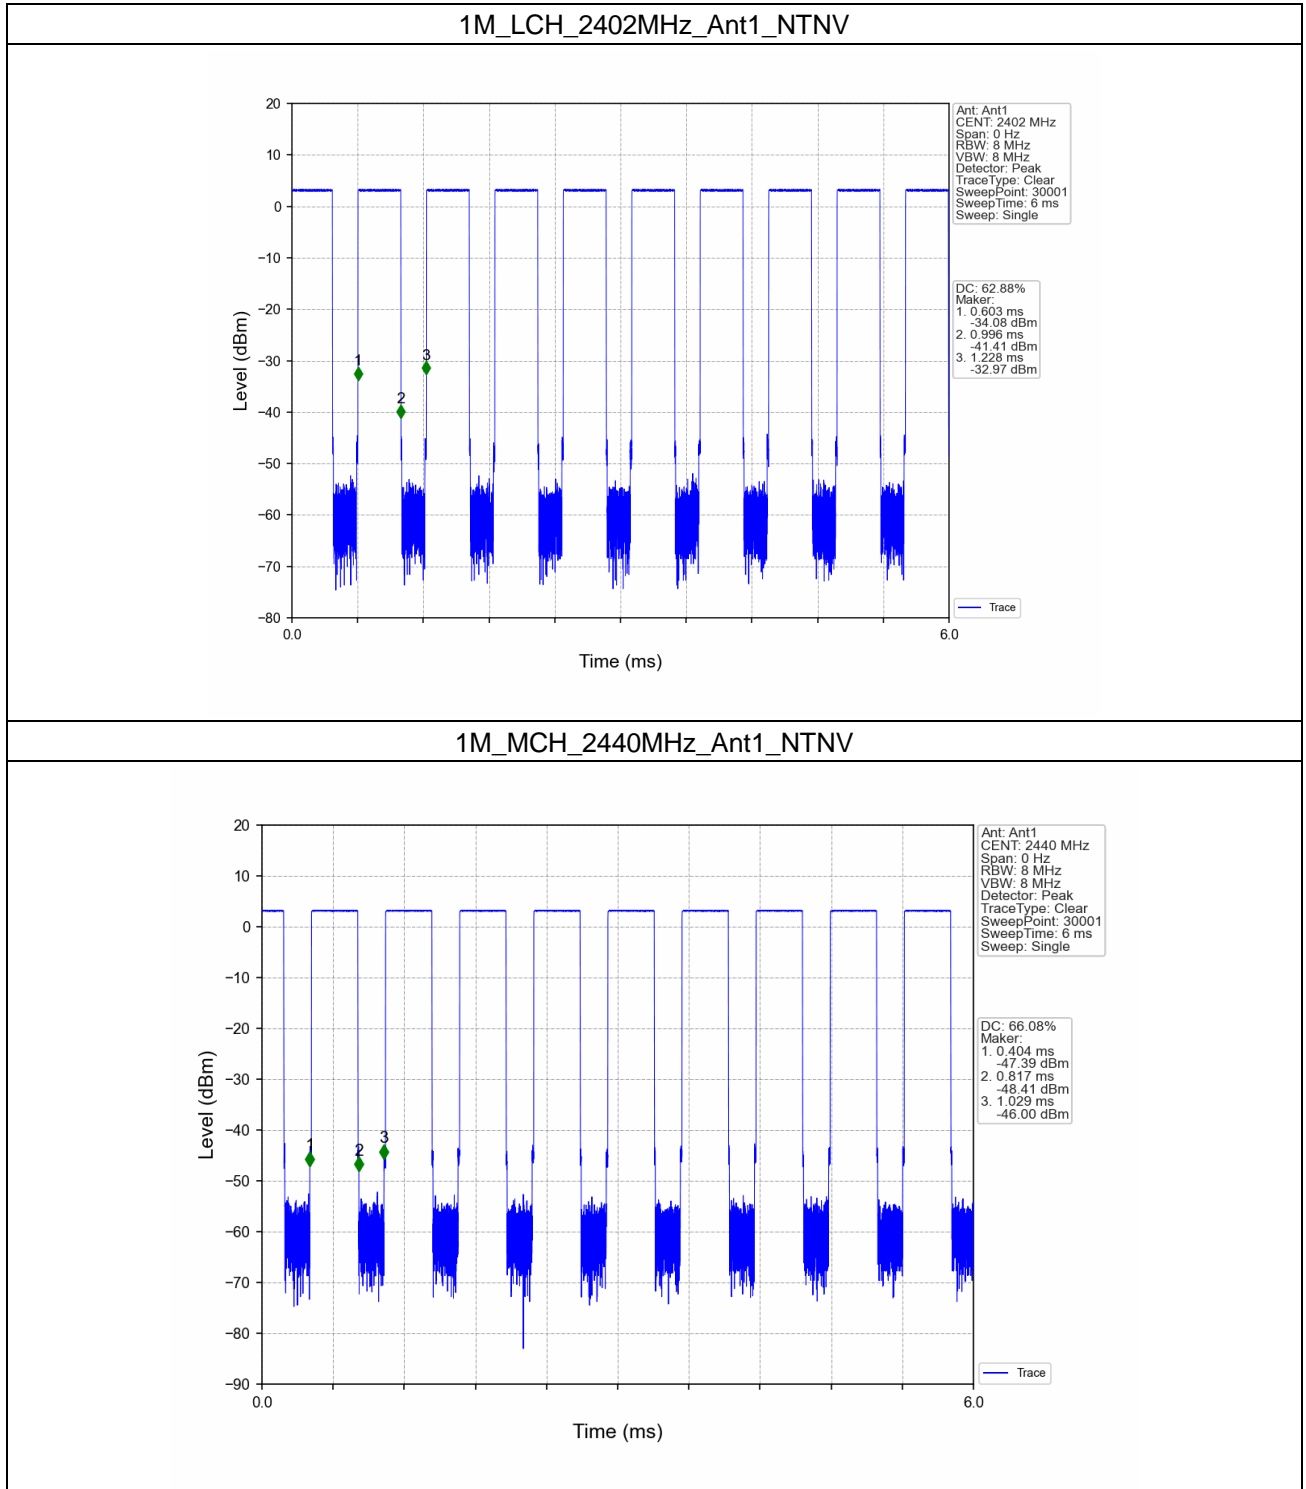 1M_LCH_2402MHz_Ant1_NTNV
20
10
0
−10
−20
−30
−40
−50
−60
−70
−80
Level (dBm)
0.0
6.0
Time (ms)
1
2
3
Ant: Ant1
CENT: 2402 MHz
Span: 0 Hz
RBW: 8 MHz
VBW: 8 MHz
Detector: Peak
TraceType: Clear
SweepPoint: 30001
SweepTime: 6 ms
Sweep: Single
DC: 62.88%
Maker:
1. 0.603 ms
-34.08 dBm
2. 0.996 ms
-41.41 dBm
3. 1.228 ms
-32.97 dBm
Trace
1M_MCH_2440MHz_Ant1_NTNV
20
10
0
−10
−20
−30
−40
−50
−60
−70
−80
−90
Level (dBm)
0.0
6.0
Time (ms)
1
2
3
Ant: Ant1
CENT: 2440 MHz
Span: 0 Hz
RBW: 8 MHz
VBW: 8 MHz
Detector: Peak
TraceType: Clear
SweepPoint: 30001
SweepTime: 6 ms
Sweep: Single
DC: 66.08%
Maker:
1. 0.404 ms
-47.39 dBm
2. 0.817 ms
-48.41 dBm
3. 1.029 ms
-46.00 dBm
Trace